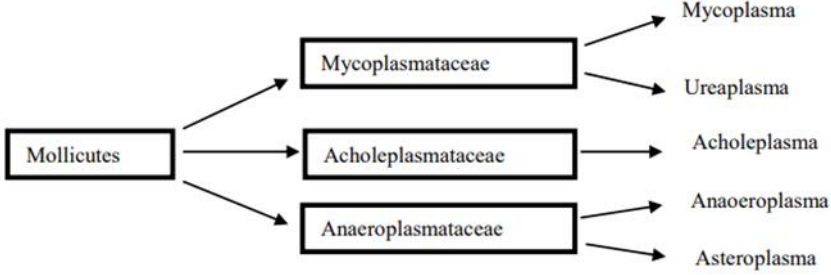 Mycoplasma
Mycoplasmataceae
Ureaplasma
Mollicutes
Acholeplasmataceae
Acholeplasma
Anaeroplasmataceae
Anaoeroplasma
Asteroplasma